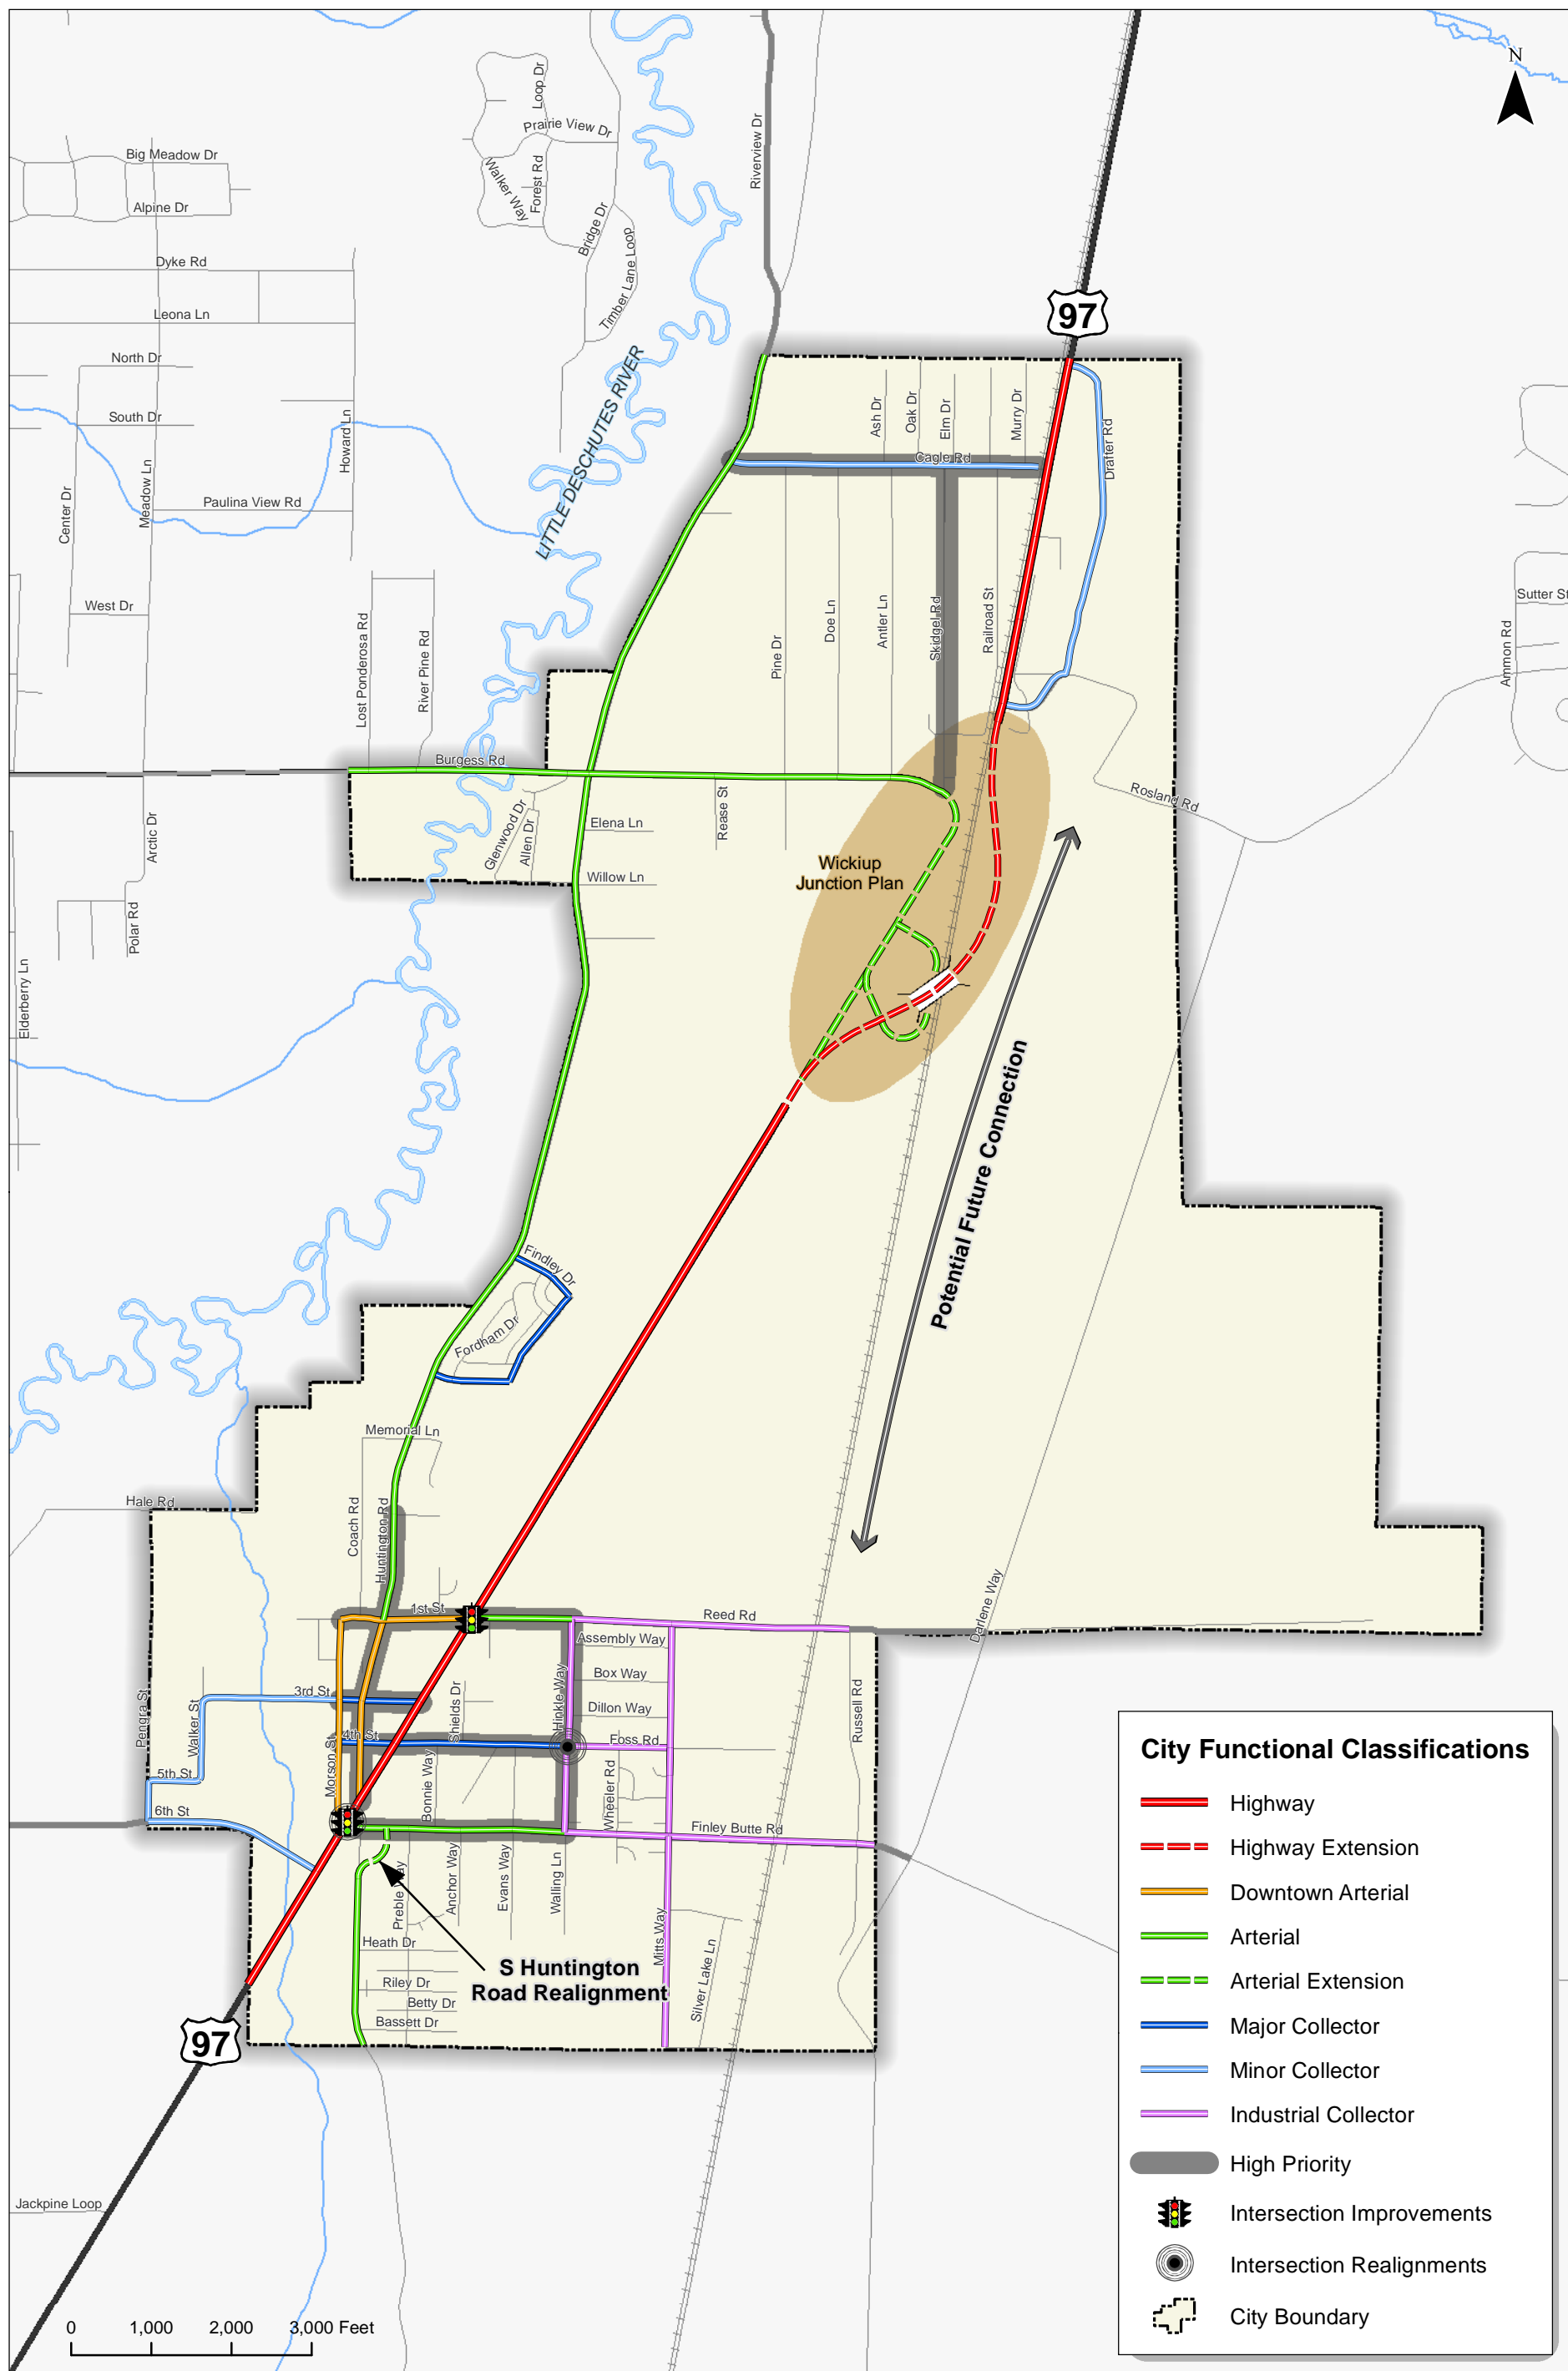 N
Loop Dr
Prairie View Dr
Walker Way
Forest Rd
Bridge Dr
Timber Lane Loop
Riverview Dr
Big Meadow Dr
Alpine Dr
Dyke Rd
Leona Ln
North Dr
South Dr
Howard Ln
Meadow Ln
Center Dr
Paulina View Rd
West Dr
LITTLE DESCHUTES RIVER
97
Ash Dr
Oak Dr
Elm Dr
Murry Dr
Cagle Rd
Drafter Rd
Lost Ponderosa Rd
River Pine Rd
Pine Dr
Doe Ln
Antler Ln
Skidgel Rd
Railroad St
Sutter St
Ammon Rd
Burgess Rd
Rosland Rd
Arctic Dr
Polar Rd
Elderberry Ln
Glenwood Dr
Allen Dr
Elena Ln
Rease St
Willow Ln
Wickiup
Junction Plan
Potential Future Connection
Findley Dr
Fordham Dr
Memorial Ln
Hale Rd
Coach Rd
Huntington Rd
1st St
Reed Rd
Darlene Way
Assembly Way
Box Way
Dillon Way
Hinkle Way
Shields Dr
3rd St
4th St
Foss Rd
Russell Rd
Pengra St
Walker St
Morson St
5th St
6th St
Bonnie Way
Wheeler Rd
Finley Butte Rd
Preble Way
Anchor Way
Evans Way
Walling Ln
Mitts Way
Silver Lake Ln
Heath Dr
Riley Dr
Betty Dr
Bassett Dr
S Huntington
Road Realignment
97
Jackpine Loop
0 1,000 2,000 3,000 Feet
City Functional Classifications
Highway
Highway Extension
Downtown Arterial
Arterial
Arterial Extension
Major Collector
Minor Collector
Industrial Collector
High Priority
Intersection Improvements
Intersection Realignments
City Boundary